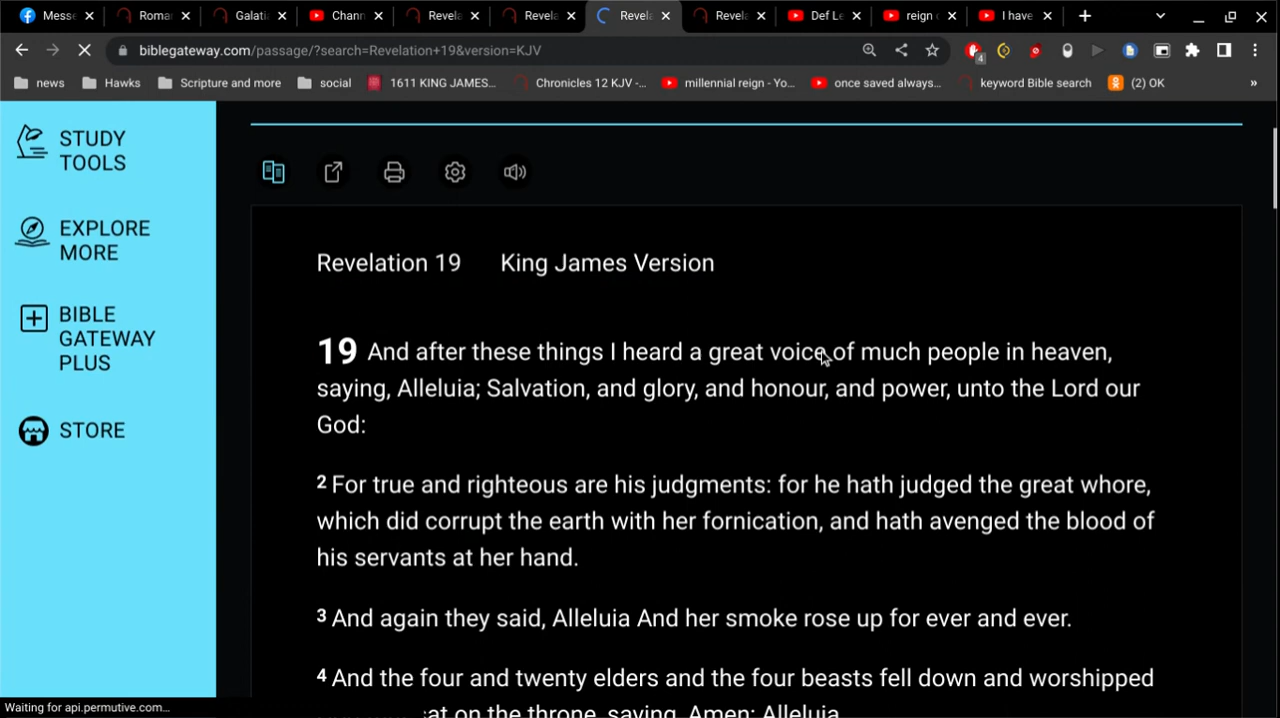 Messe
Roma
Galati
Chann
Revela
Revela
Revela
Revela
Def Le
reign
I have
biblegateway.com/passage/?search=Revelation+19&version=KJV
4
news
Hawks
Scripture and more
social
1611 KING JAMES...
Chronicles 12 KJV -...
millennial reign - Yo...
once saved always...
keyword Bible search
(2) OK
»
STUDY
TOOLS
EXPLORE
MORE
BIBLE
GATEWAY
PLUS
STORE
Revelation 19 King James Version
19 And after these things I heard a great voice of much people in heaven,
saying, Alleluia; Salvation, and glory, and honour, and power, unto the Lord our
God:
2 For true and righteous are his judgments: for he hath judged the great whore,
which did corrupt the earth with her fornication, and hath avenged the blood of
his servants at her hand.
3 And again they said, Alleluia And her smoke rose up for ever and ever.
4 And the four and twenty elders and the four beasts fell down and worshipped
at on the throne, saying, Amen; Alleluia.
Waiting for api.permutive.com...